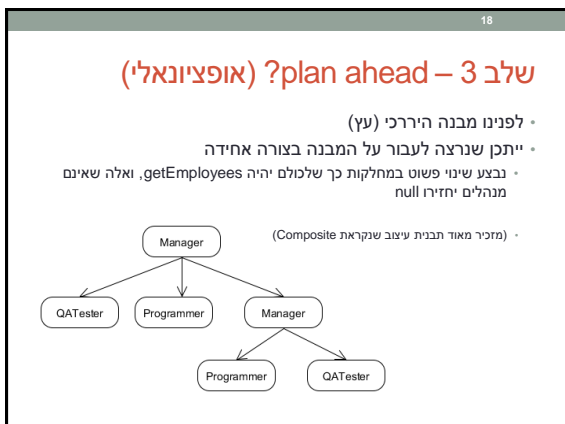 18
שלב 3 – plan ahead? (אופציונאלי)
• לפנינו מבנה היררכי (עץ)
• ייתכן שנרצה לעבור על המבנה בצורה אחידה
• נבצע שינוי פשוט במחלקות כך שלכולם יהיה getEmployees, ואלה שאינם
מנהלים יחזירו null
• (מזכיר מאוד תבנית עיצוב שנקראת Composite)
Manager
QATester
Programmer
Manager
Programmer
QATester